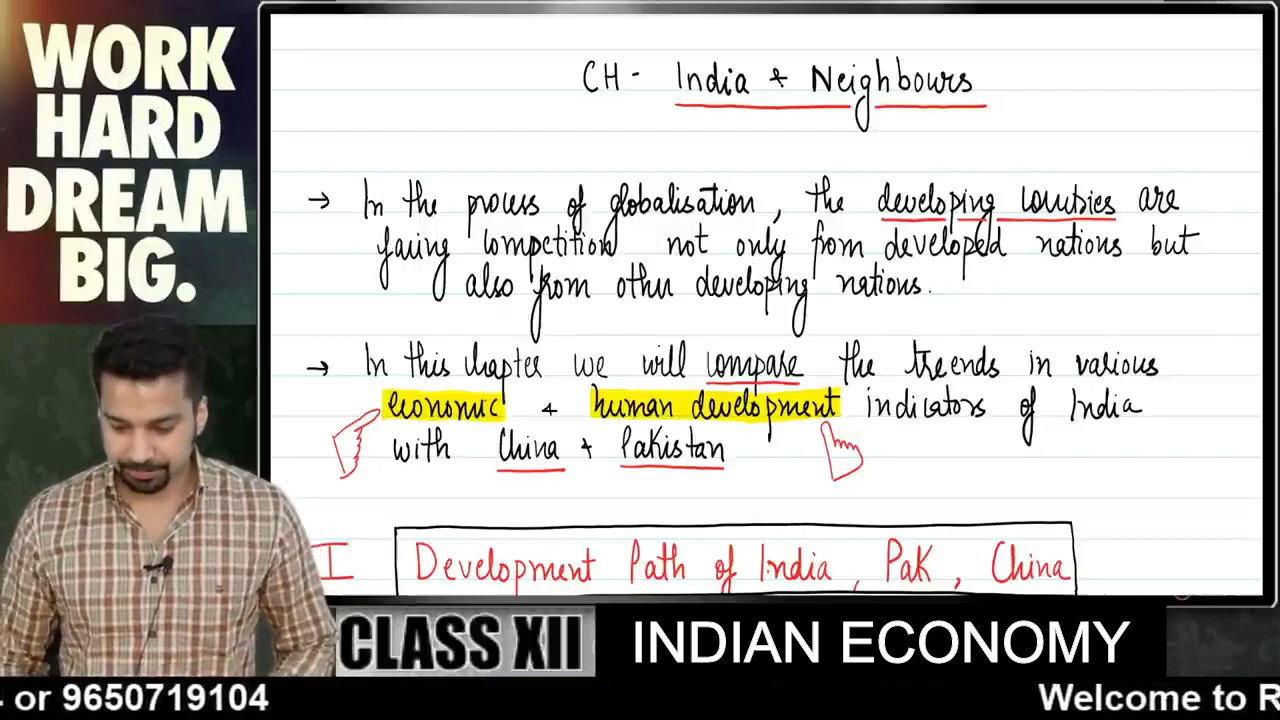 WORK
HARD
DREAM
BIG.
CH- India + Neighbours
→ In the process of globalisation, the developing countries are
facing competition not only from developed nations but
also from other developing nations.
→ In this chapter we will compare the trends in various
economic + human development indicators of India
with China + Pakistan
I Development Path of India, Pak, China
CLASS XII INDIAN ECONOMY
or 9650719104 Welcome to R